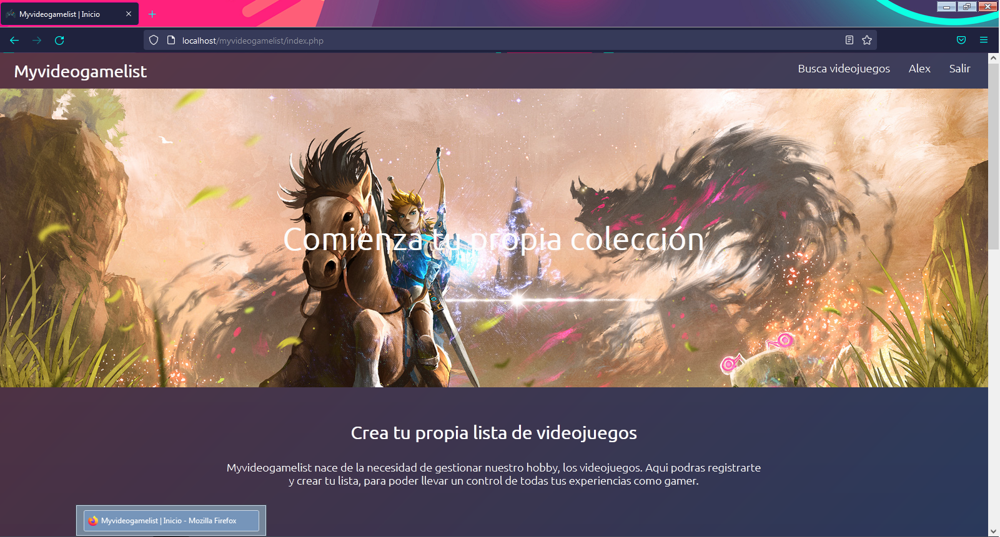 Myvideogamelist | Inicio
localhost/myvideogamelist/index.php
Myvideogamelist
Busca videojuegos
Alex
Salir
Comienza tu propia colección
Crea tu propia lista de videojuegos
Myvideogamelist nace de la necesidad de gestionar nuestro hobby, los videojuegos. Aqui podras registrarte
y crear tu lista, para poder llevar un control de todas tus experiencias como gamer.
Myvideogamelist | Inicio - Mozilla Firefox